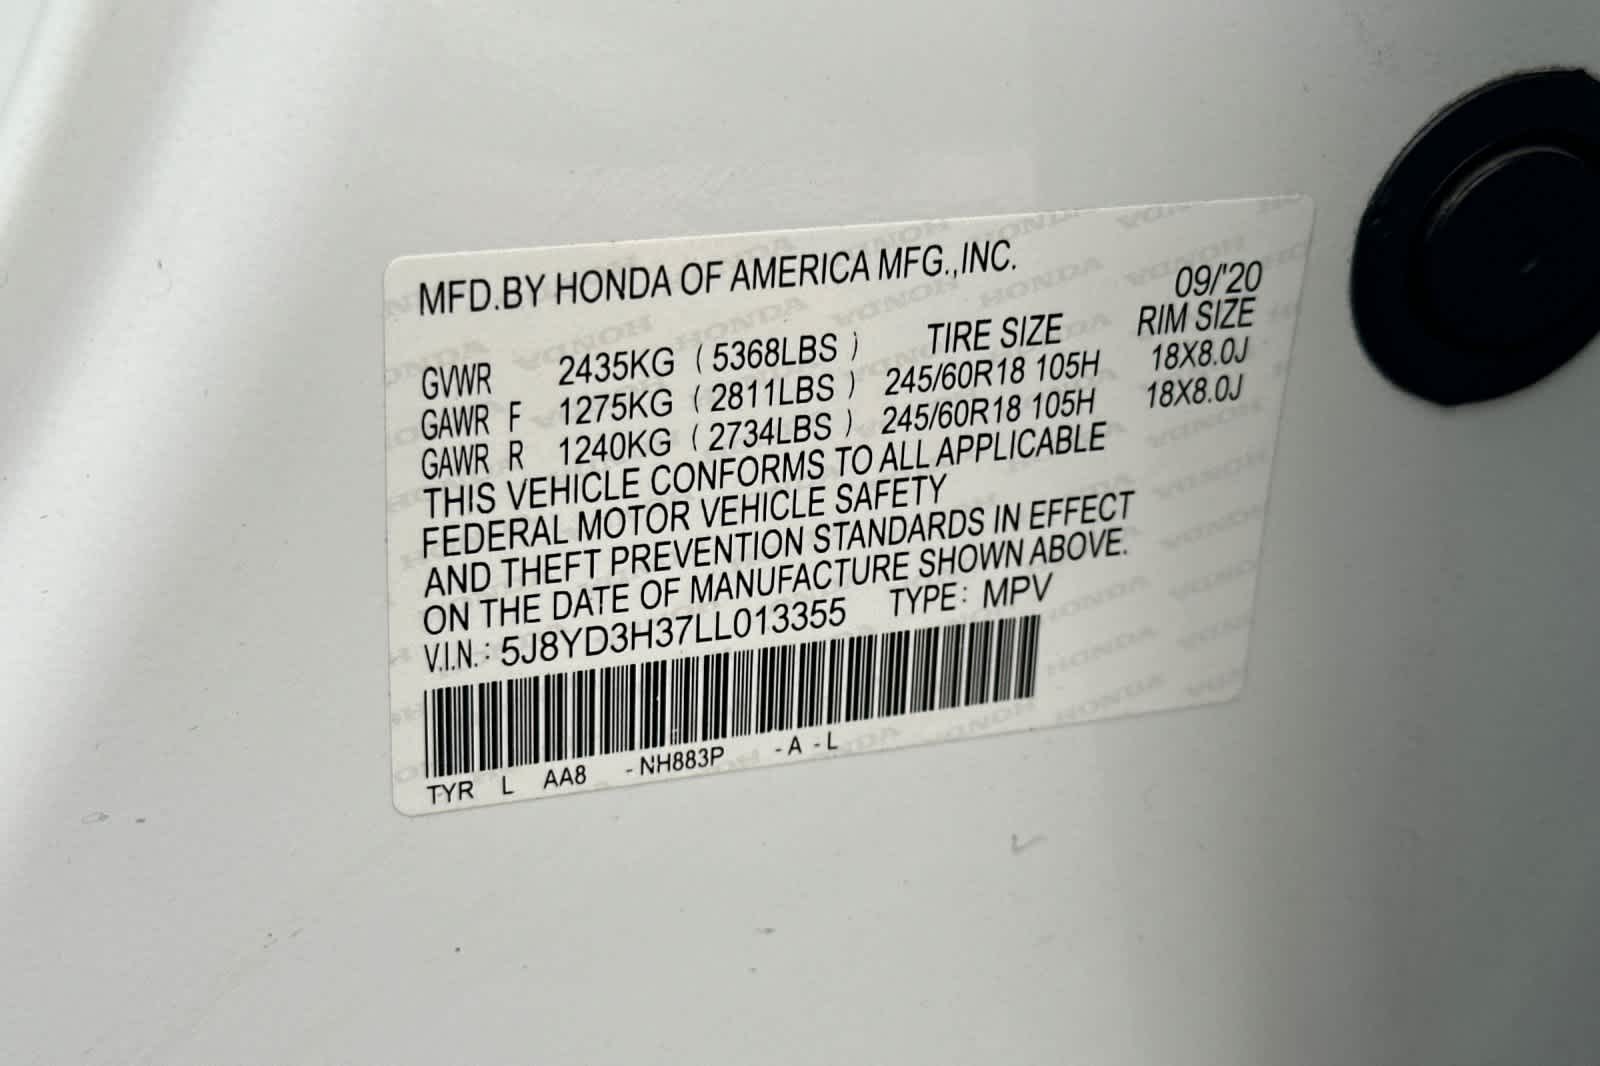 MFD.BY HONDA OF AMERICA MFG.,INC.
09/'20
GVWR 2435KG ( 5368LBS ) TIRE SIZE RIM SIZE
GAWR F 1275KG ( 2811LBS ) 245/60R18 105H 18X8.0J
GAWR R 1240KG ( 2734LBS ) 245/60R18 105H 18X8.0J
THIS VEHICLE CONFORMS TO ALL APPLICABLE
FEDERAL MOTOR VEHICLE SAFETY
AND THEFT PREVENTION STANDARDS IN EFFECT
ON THE DATE OF MANUFACTURE SHOWN ABOVE.
V.I.N.: 5J8YD3H37LL013355 TYPE: MPV
TYR L AA8 -NH883P -A -L